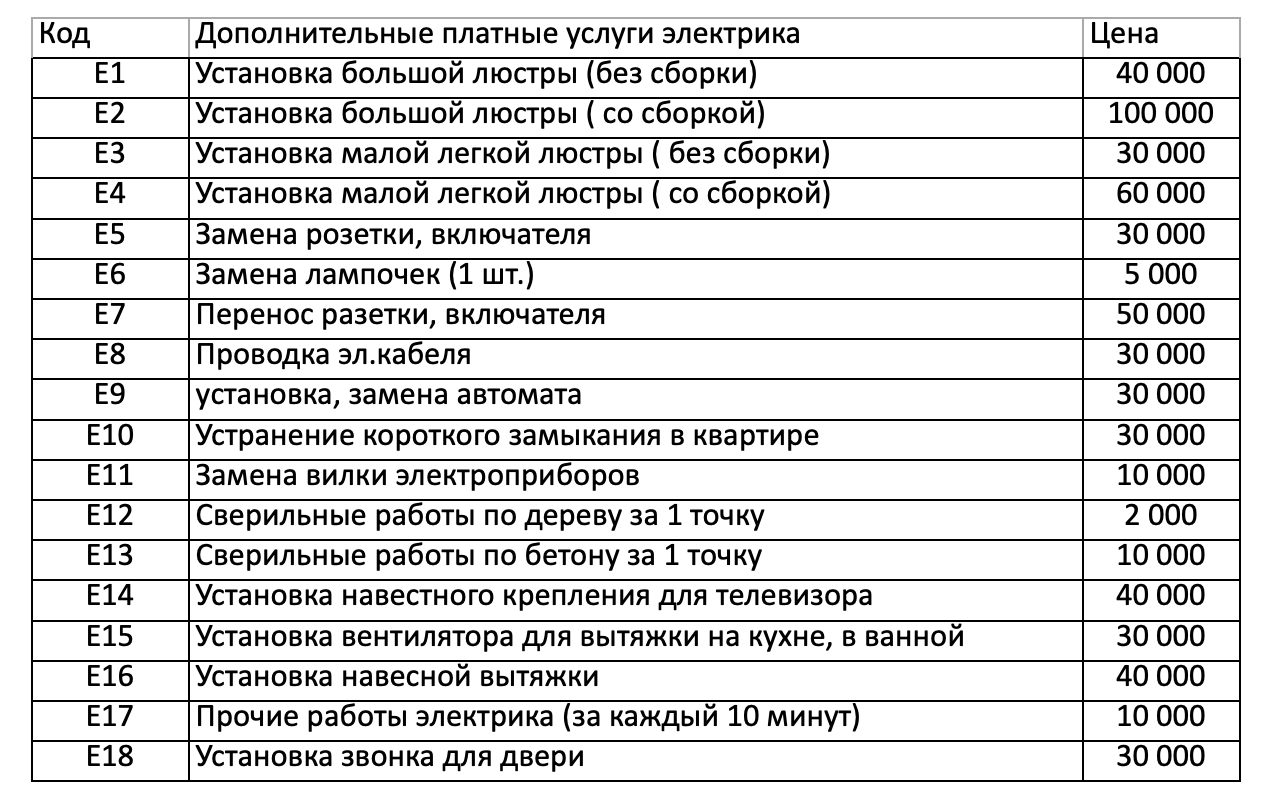 Код Дополнительные платные услуги электрика Цена
E1 Установка большой люстры (без сборки) 40 000
E2 Установка большой люстры ( со сборкой) 100 000
E3 Установка малой легкой люстры ( без сборки) 30 000
E4 Установка малой легкой люстры ( со сборкой) 60 000
E5 Замена розетки, включателя 30 000
E6 Замена лампочек (1 шт.) 5 000
E7 Перенос разетки, включателя 50 000
E8 Проводка эл.кабеля 30 000
E9 установка, замена автомата 30 000
E10 Устранение короткого замыкания в квартире 30 000
E11 Замена вилки электроприборов 10 000
E12 Сверильные работы по дереву за 1 точку 2 000
E13 Сверильные работы по бетону за 1 точку 10 000
E14 Установка навестного крепления для телевизора 40 000
E15 Установка вентилятора для вытяжки на кухне, в ванной 30 000
E16 Установка навесной вытяжки 40 000
E17 Прочие работы электрика (за каждый 10 минут) 10 000
E18 Установка звонка для двери 30 000